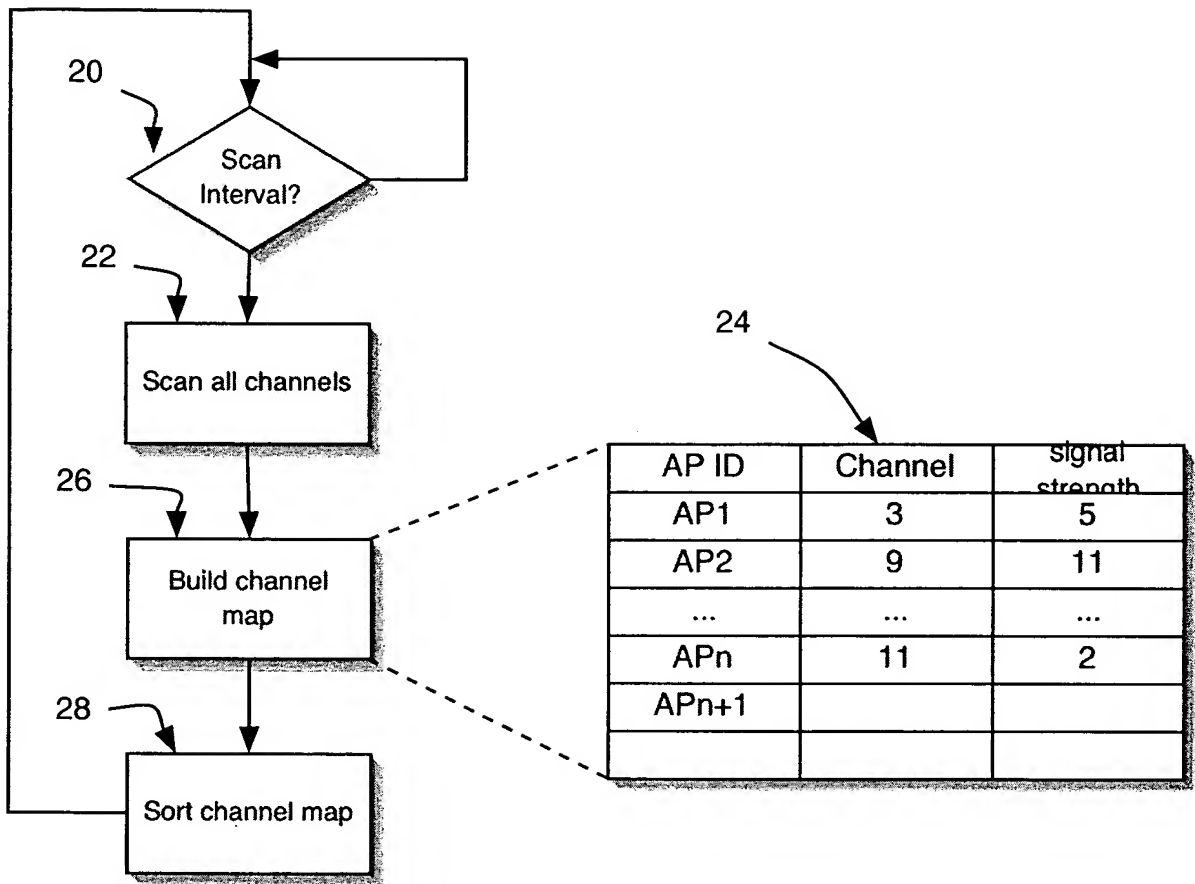 20
Scan
Interval?
22
Scan all channels
24
26
Build channel
map
AP ID Channel signal
strength
AP1 3 5
AP2 9 11
... ... ...
APn 11 2
APn+1
28
Sort channel map